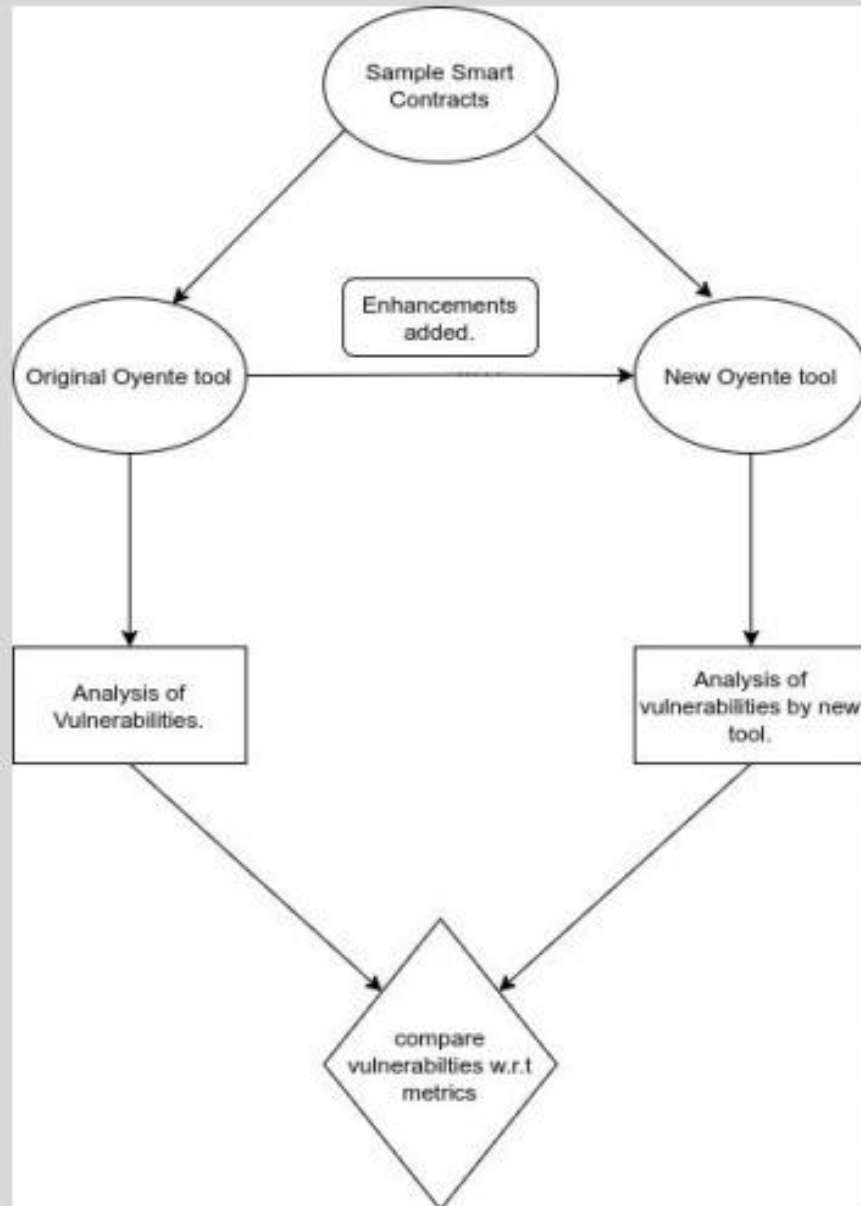 Sample Smart
Contracts
Enhancements
added.
Original Oyente tool
New Oyente tool
Analysis of
Vulnerabilities.
Analysis of
vulnerabilities by new
tool.
compare
vulnerabilties w.r.t
metrics